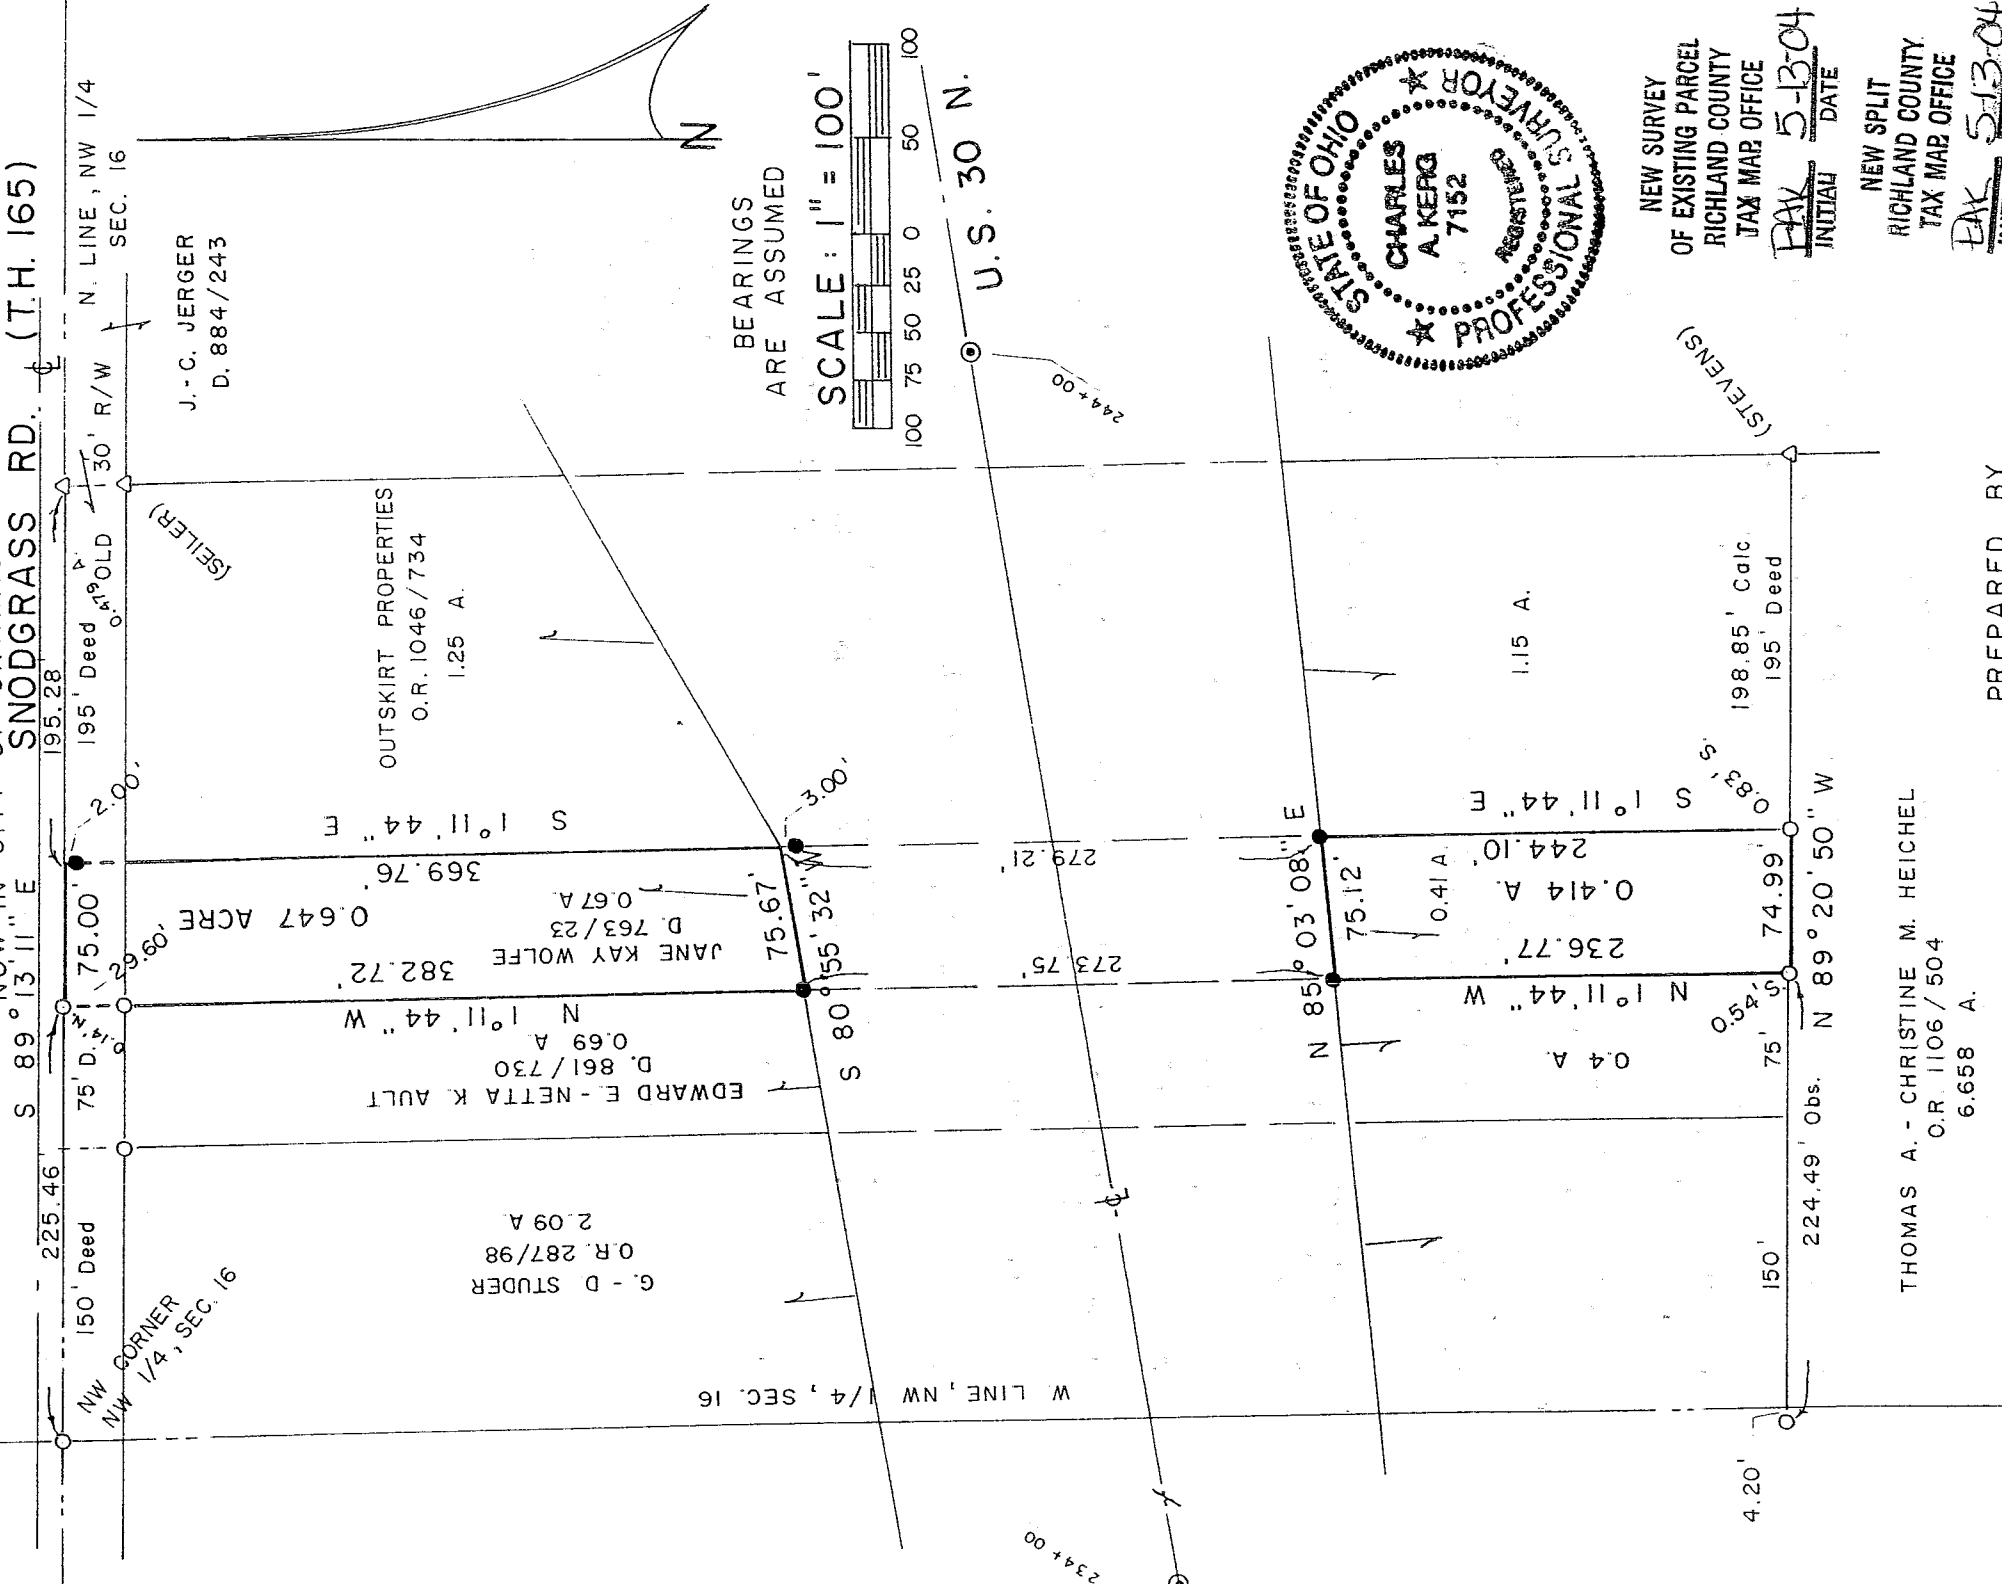 SNODGRASS RD. (T.H. 165)
S 89°13'11" E
225.46'
75.00'
195.28'
150' Deed
75' D.
195' Deed
0.479 A
OLD
30' R/W
N. LINE, NW 1/4
SEC. 16
0.14' N.
29.60'
2.00'
NW CORNER
NW 1/4, SEC. 16
(SEILER)
J. - C. JERGER
D. 884/243
N
OUTSKIRT PROPERTIES
O.R. 1046/734
1.25 A.
BEARINGS
ARE ASSUMED
SCALE: 1" = 100'
100 75 50 25 0 50 100
S 1°11'44" E
369.76'
0.647 ACRE
JANE KAY WOLFE
D. 763/23
0.67 A
382.72'
N 1°11'44" W
EDWARD E. - NETTA K. AULT
D. 861/730
0.69 A
G. - D. STUDER
O.R. 287/98
2.09 A
75.67'
S 80°55'32" W
3.00'
W. LINE, NW 1/4, SEC. 16
279.21'
273.75'
U.S. 30 N.
244+00
234+00
N 85°03'08" E
75.12'
0.41 A
S 1°11'44" E
244.10'
0.414 A.
236.77'
N 1°11'44" W
0.4 A.
1.15 A.
198.85' Calc.
195' Deed
0.83' S.
0.54' S.
74.99'
75'
150'
N 89°20'50" W
224.49' Obs.
4.20'
(STEVENS)
THOMAS A. - CHRISTINE M. HEICHEL
O.R. 1106/504
6.658 A.
STATE OF OHIO
CHARLES
A. KERG
7152
REGISTERED
PROFESSIONAL SURVEYOR
NEW SURVEY
OF EXISTING PARCEL
RICHLAND COUNTY
TAX MAP OFFICE
5-13-04
INITIAL DATE
NEW SPLIT
RICHLAND COUNTY
TAX MAP OFFICE
5-13-04
PREPARED BY